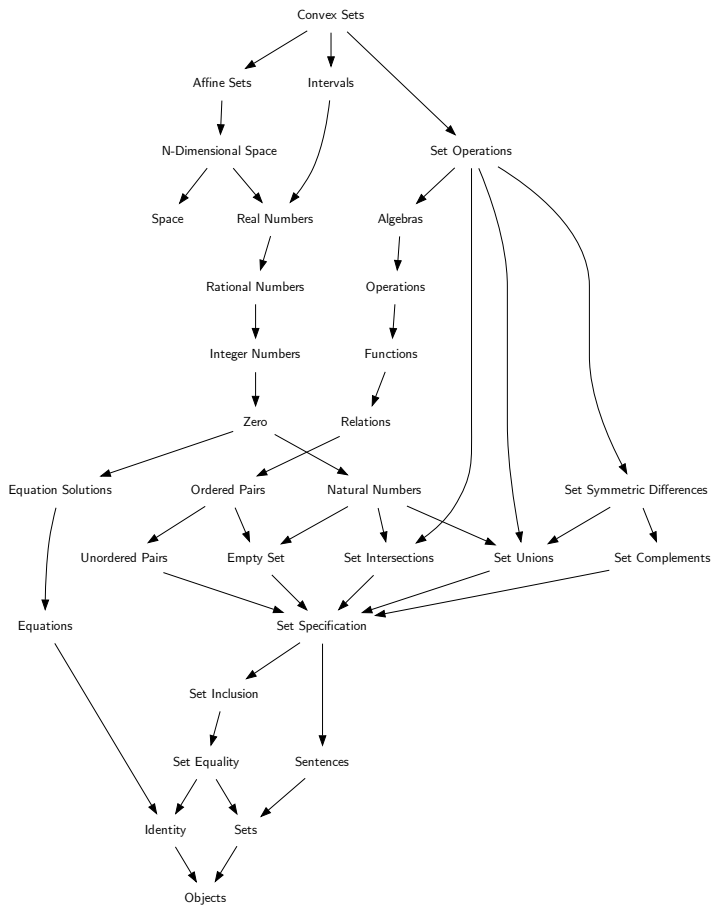 Convex Sets
Affine Sets
Intervals
N-Dimensional Space
Set Operations
Space
Real Numbers
Algebras
Rational Numbers
Operations
Integer Numbers
Functions
Zero
Relations
Equation Solutions
Ordered Pairs
Natural Numbers
Set Symmetric Differences
Unordered Pairs
Empty Set
Set Intersections
Set Unions
Set Complements
Equations
Set Specification
Set Inclusion
Set Equality
Sentences
Identity
Sets
Objects